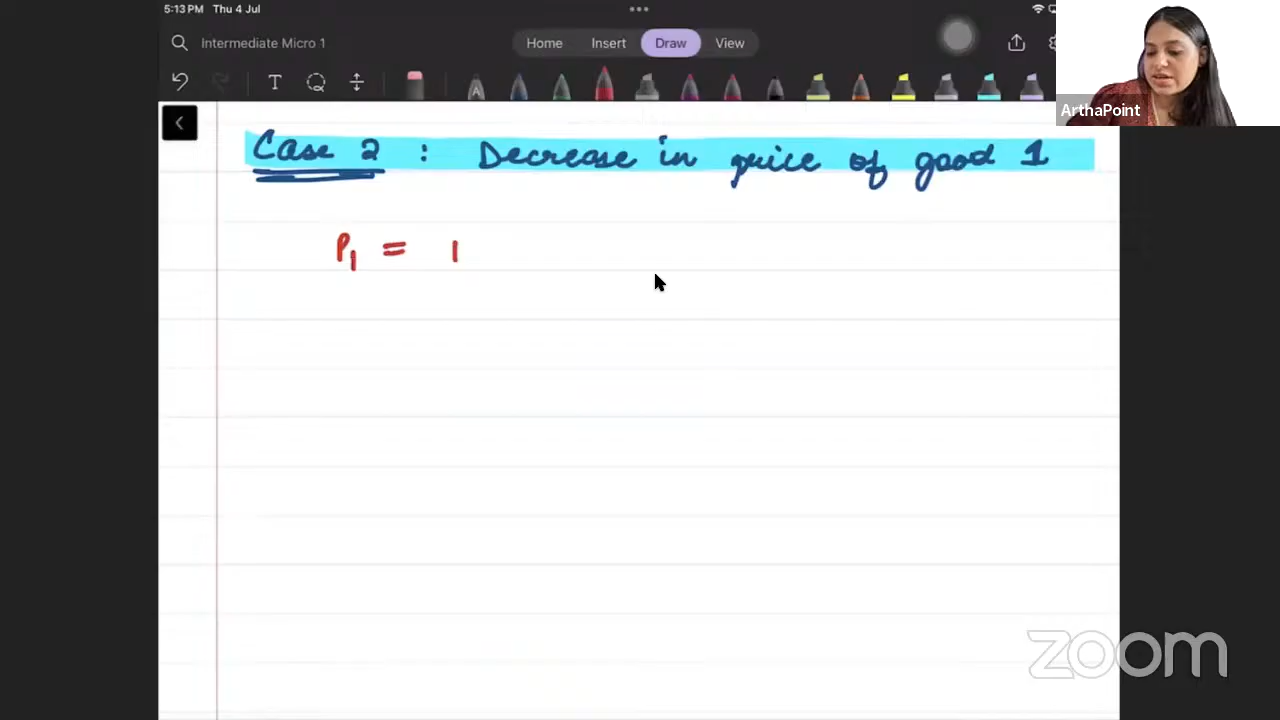 5:13 PM Thu 4 Jul
Intermediate Micro 1
Home Insert Draw View
T
A
ArthaPoint
Case 2 : Decrease in price of good 1
P₁ = 1
zoom